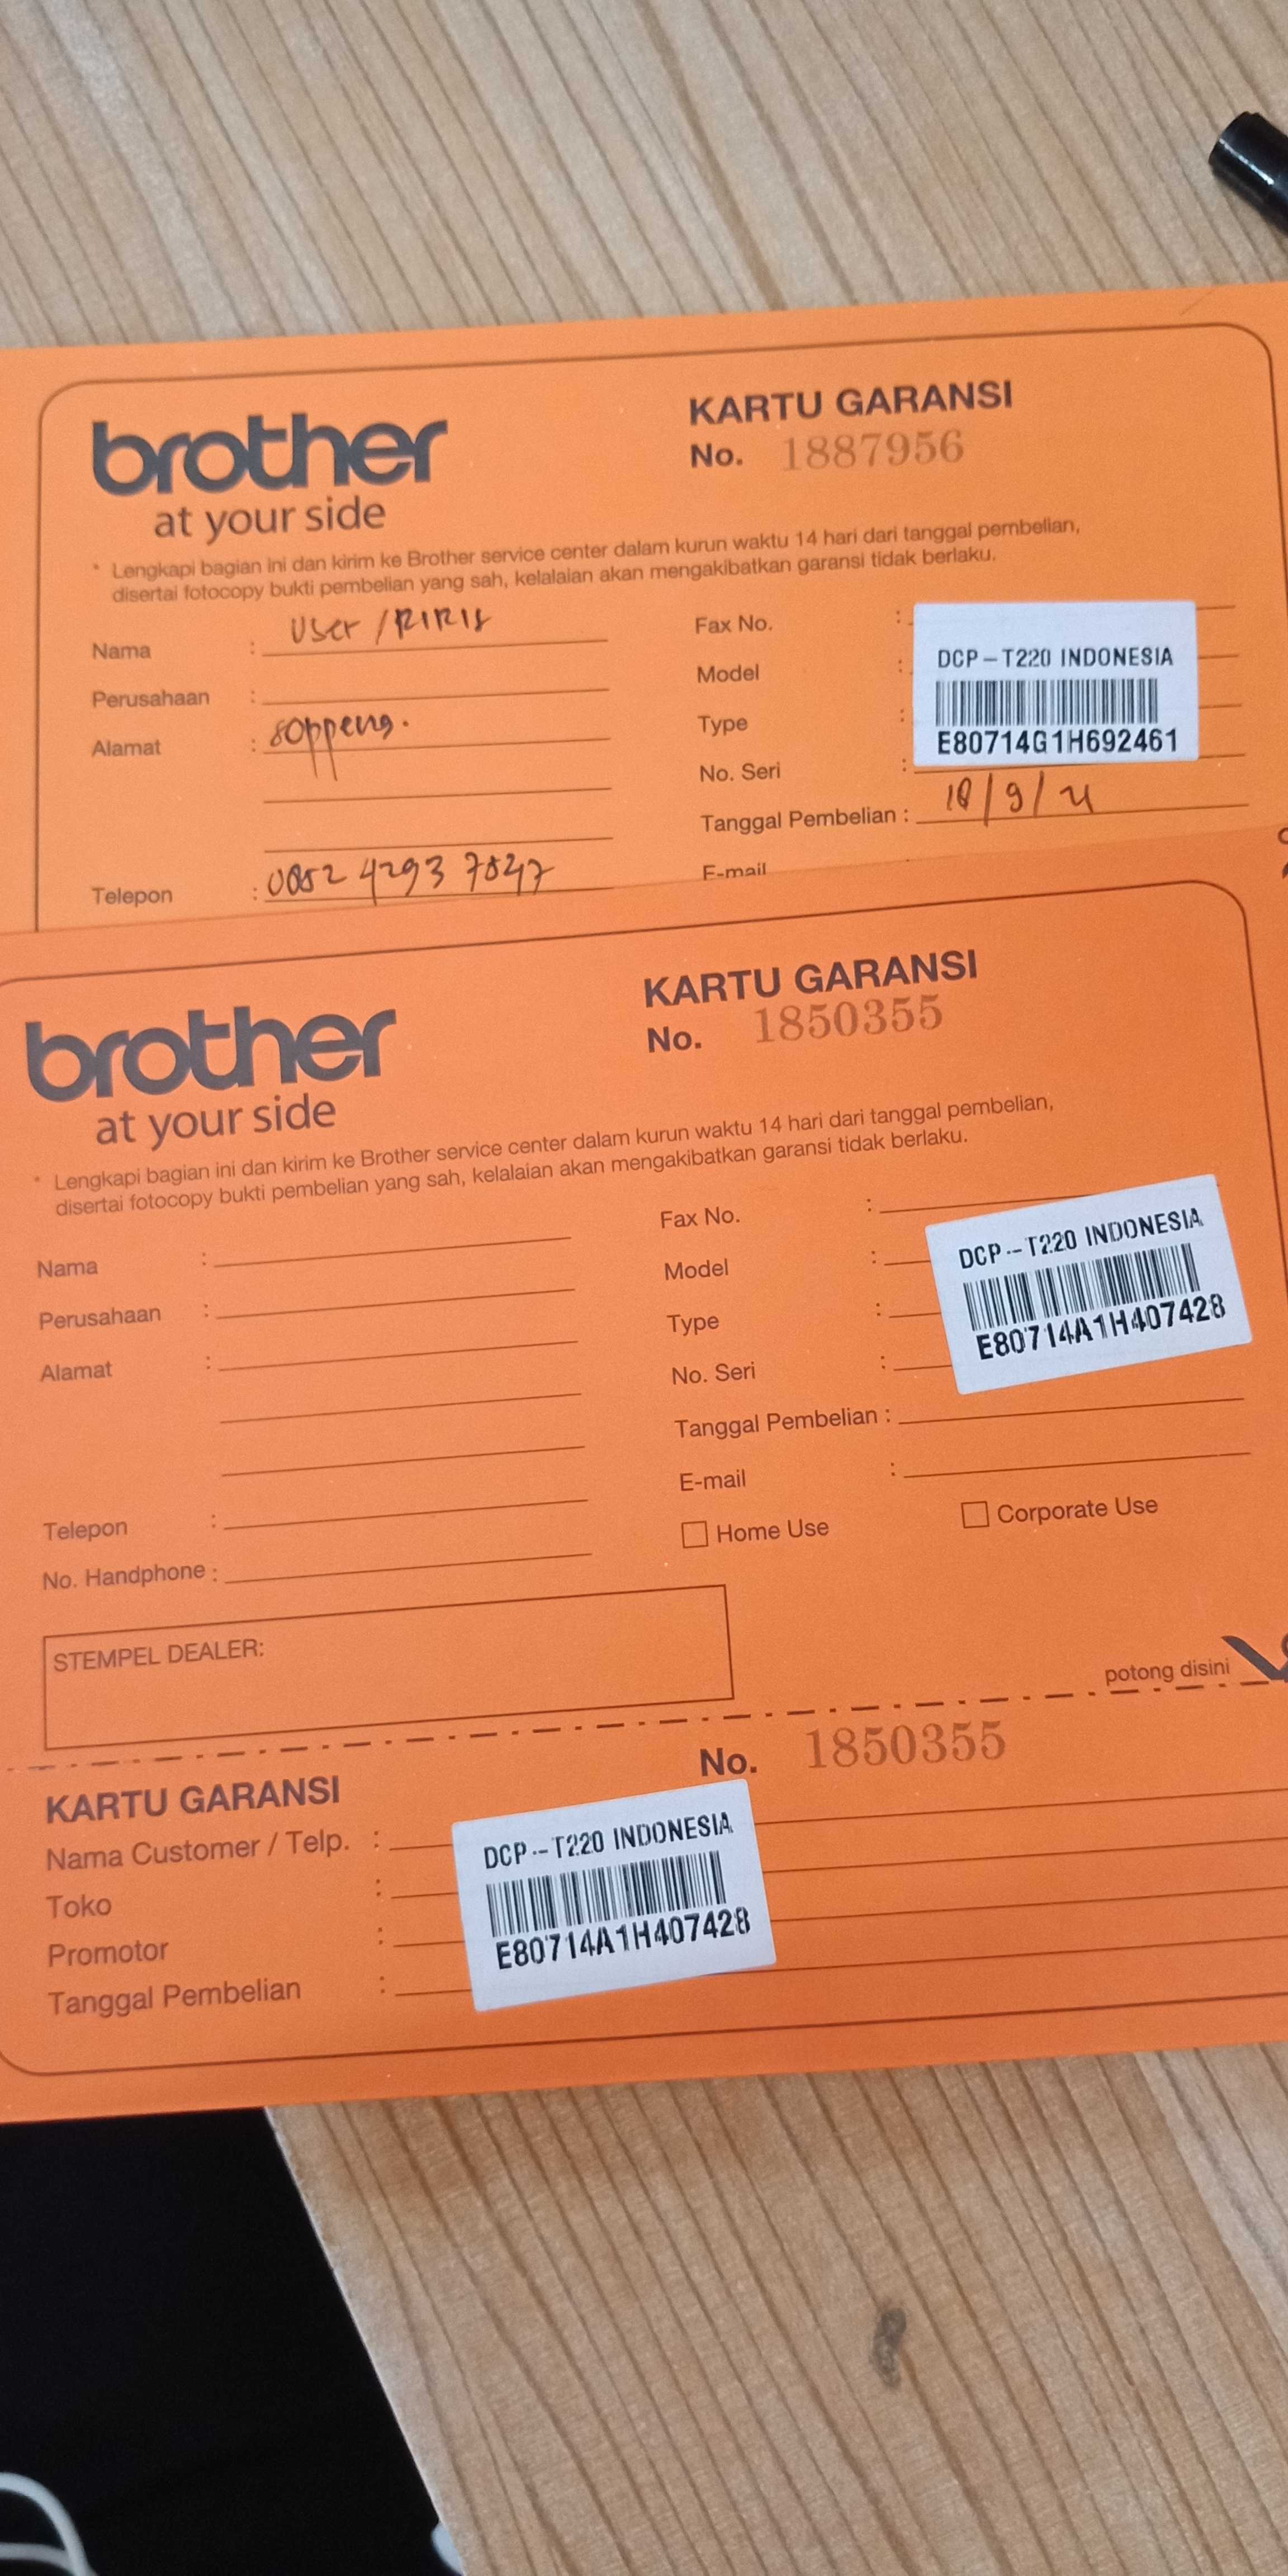 brother
at your side
KARTU GARANSI
No. 1887956
* Lengkapi bagian ini dan kirim ke Brother service center dalam kurun waktu 14 hari dari tanggal pembelian,
disertai fotocopy bukti pembelian yang sah, kelalaian akan mengakibatkan garansi tidak berlaku.
Nama : User / RIRIS
Perusahaan :
Alamat : Soppeng.
Telepon : 0852 4293 7547
Fax No. :
Model :
Type :
No. Seri :
DCP-T220 INDONESIA
E80714G1H692461
Tanggal Pembelian : 18/9/21
E-mail
brother
at your side
KARTU GARANSI
No. 1850355
* Lengkapi bagian ini dan kirim ke Brother service center dalam kurun waktu 14 hari dari tanggal pembelian,
disertai fotocopy bukti pembelian yang sah, kelalaian akan mengakibatkan garansi tidak berlaku.
Nama :
Perusahaan :
Alamat :
Telepon :
No. Handphone :
Fax No. :
Model :
Type :
No. Seri :
DCP-T220 INDONESIA
E80714A1H407428
Tanggal Pembelian :
E-mail :
Home Use
Corporate Use
STEMPEL DEALER:
potong disini
KARTU GARANSI
No. 1850355
Nama Customer / Telp. :
Toko :
Promotor :
Tanggal Pembelian :
DCP-T220 INDONESIA
E80714A1H407428